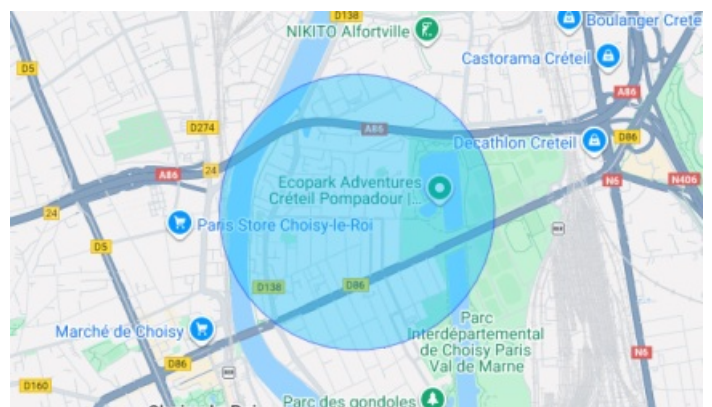 D138
Boulanger Crete
NIKITO Alfortville
Castorama Créteil
D5
A86
D274
A86
D86
Decathlon Créteil
24
A86
Ecopark Adventures
Créteil Pompadour |...
N6
N406
24
Paris Store Choisy-le-Roi
D5
D138
D86
Parc
Interdépartemental
de Choisy Paris
Val de Marne
Marché de Choisy
D86
N6
D160
Parc des gondoles